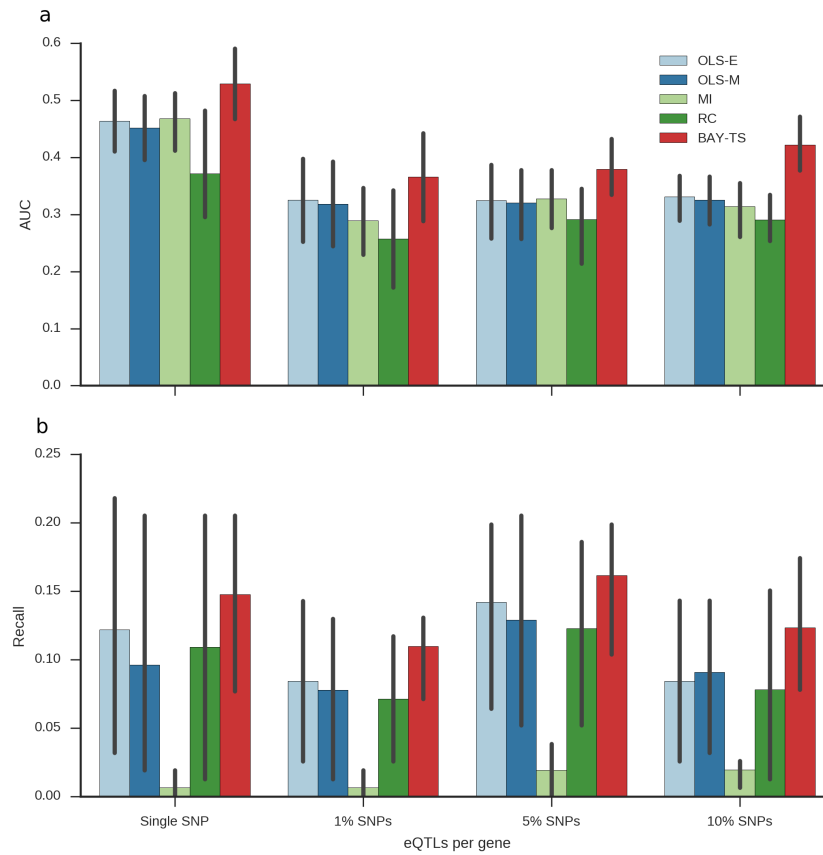 a
0.6
0.5
0.4
0.3
0.2
0.1
0.0
AUC
OLS-E
OLS-M
MI
RC
BAY-TS
b
0.25
0.20
0.15
0.10
0.05
0.00
Recall
Single SNP 1% SNPs 5% SNPs 10% SNPs
eQTLs per gene